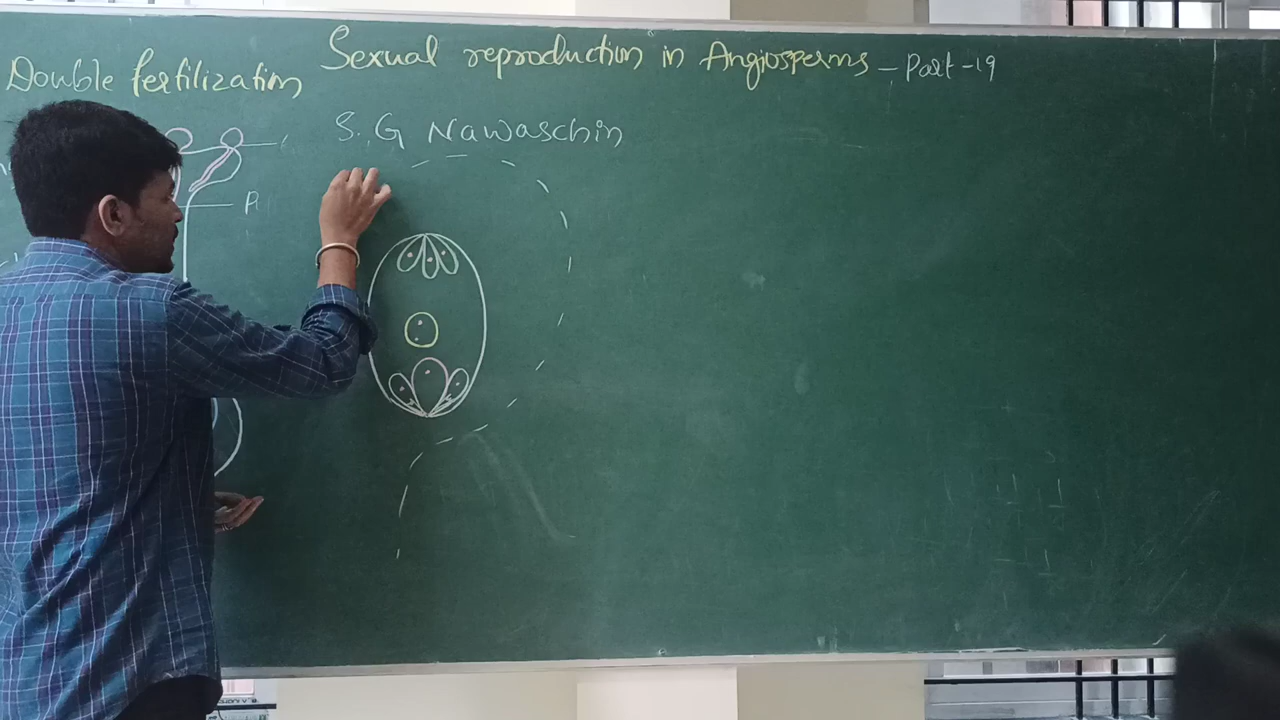 Sexual reproduction in Angiosperms - Part - 19
Double fertilization
S. G Nawaschin